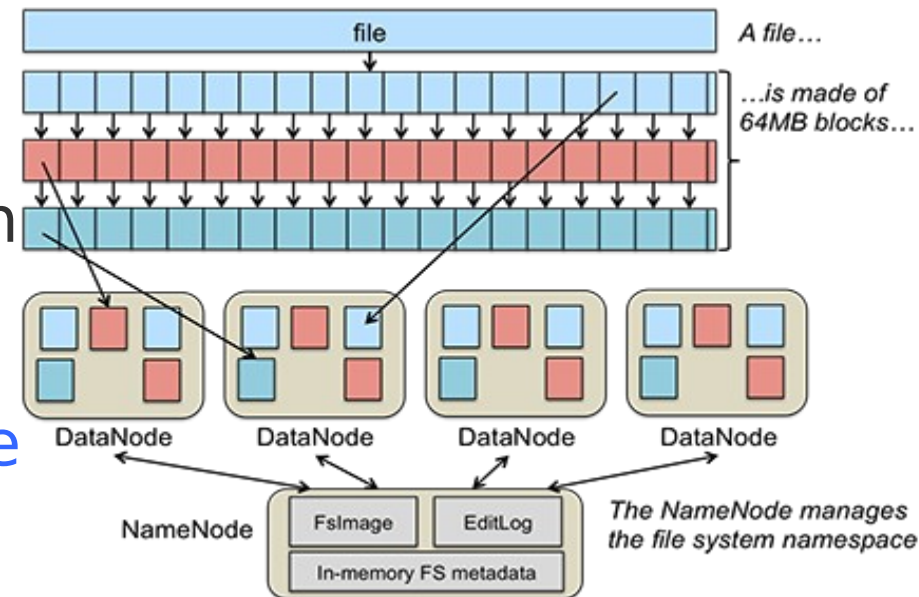 file
A file…
…is made of
64MB blocks…
n
e
DataNode
DataNode
DataNode
DataNode
NameNode
FsImage
EditLog
In-memory FS metadata
The NameNode manages
the file system namespace